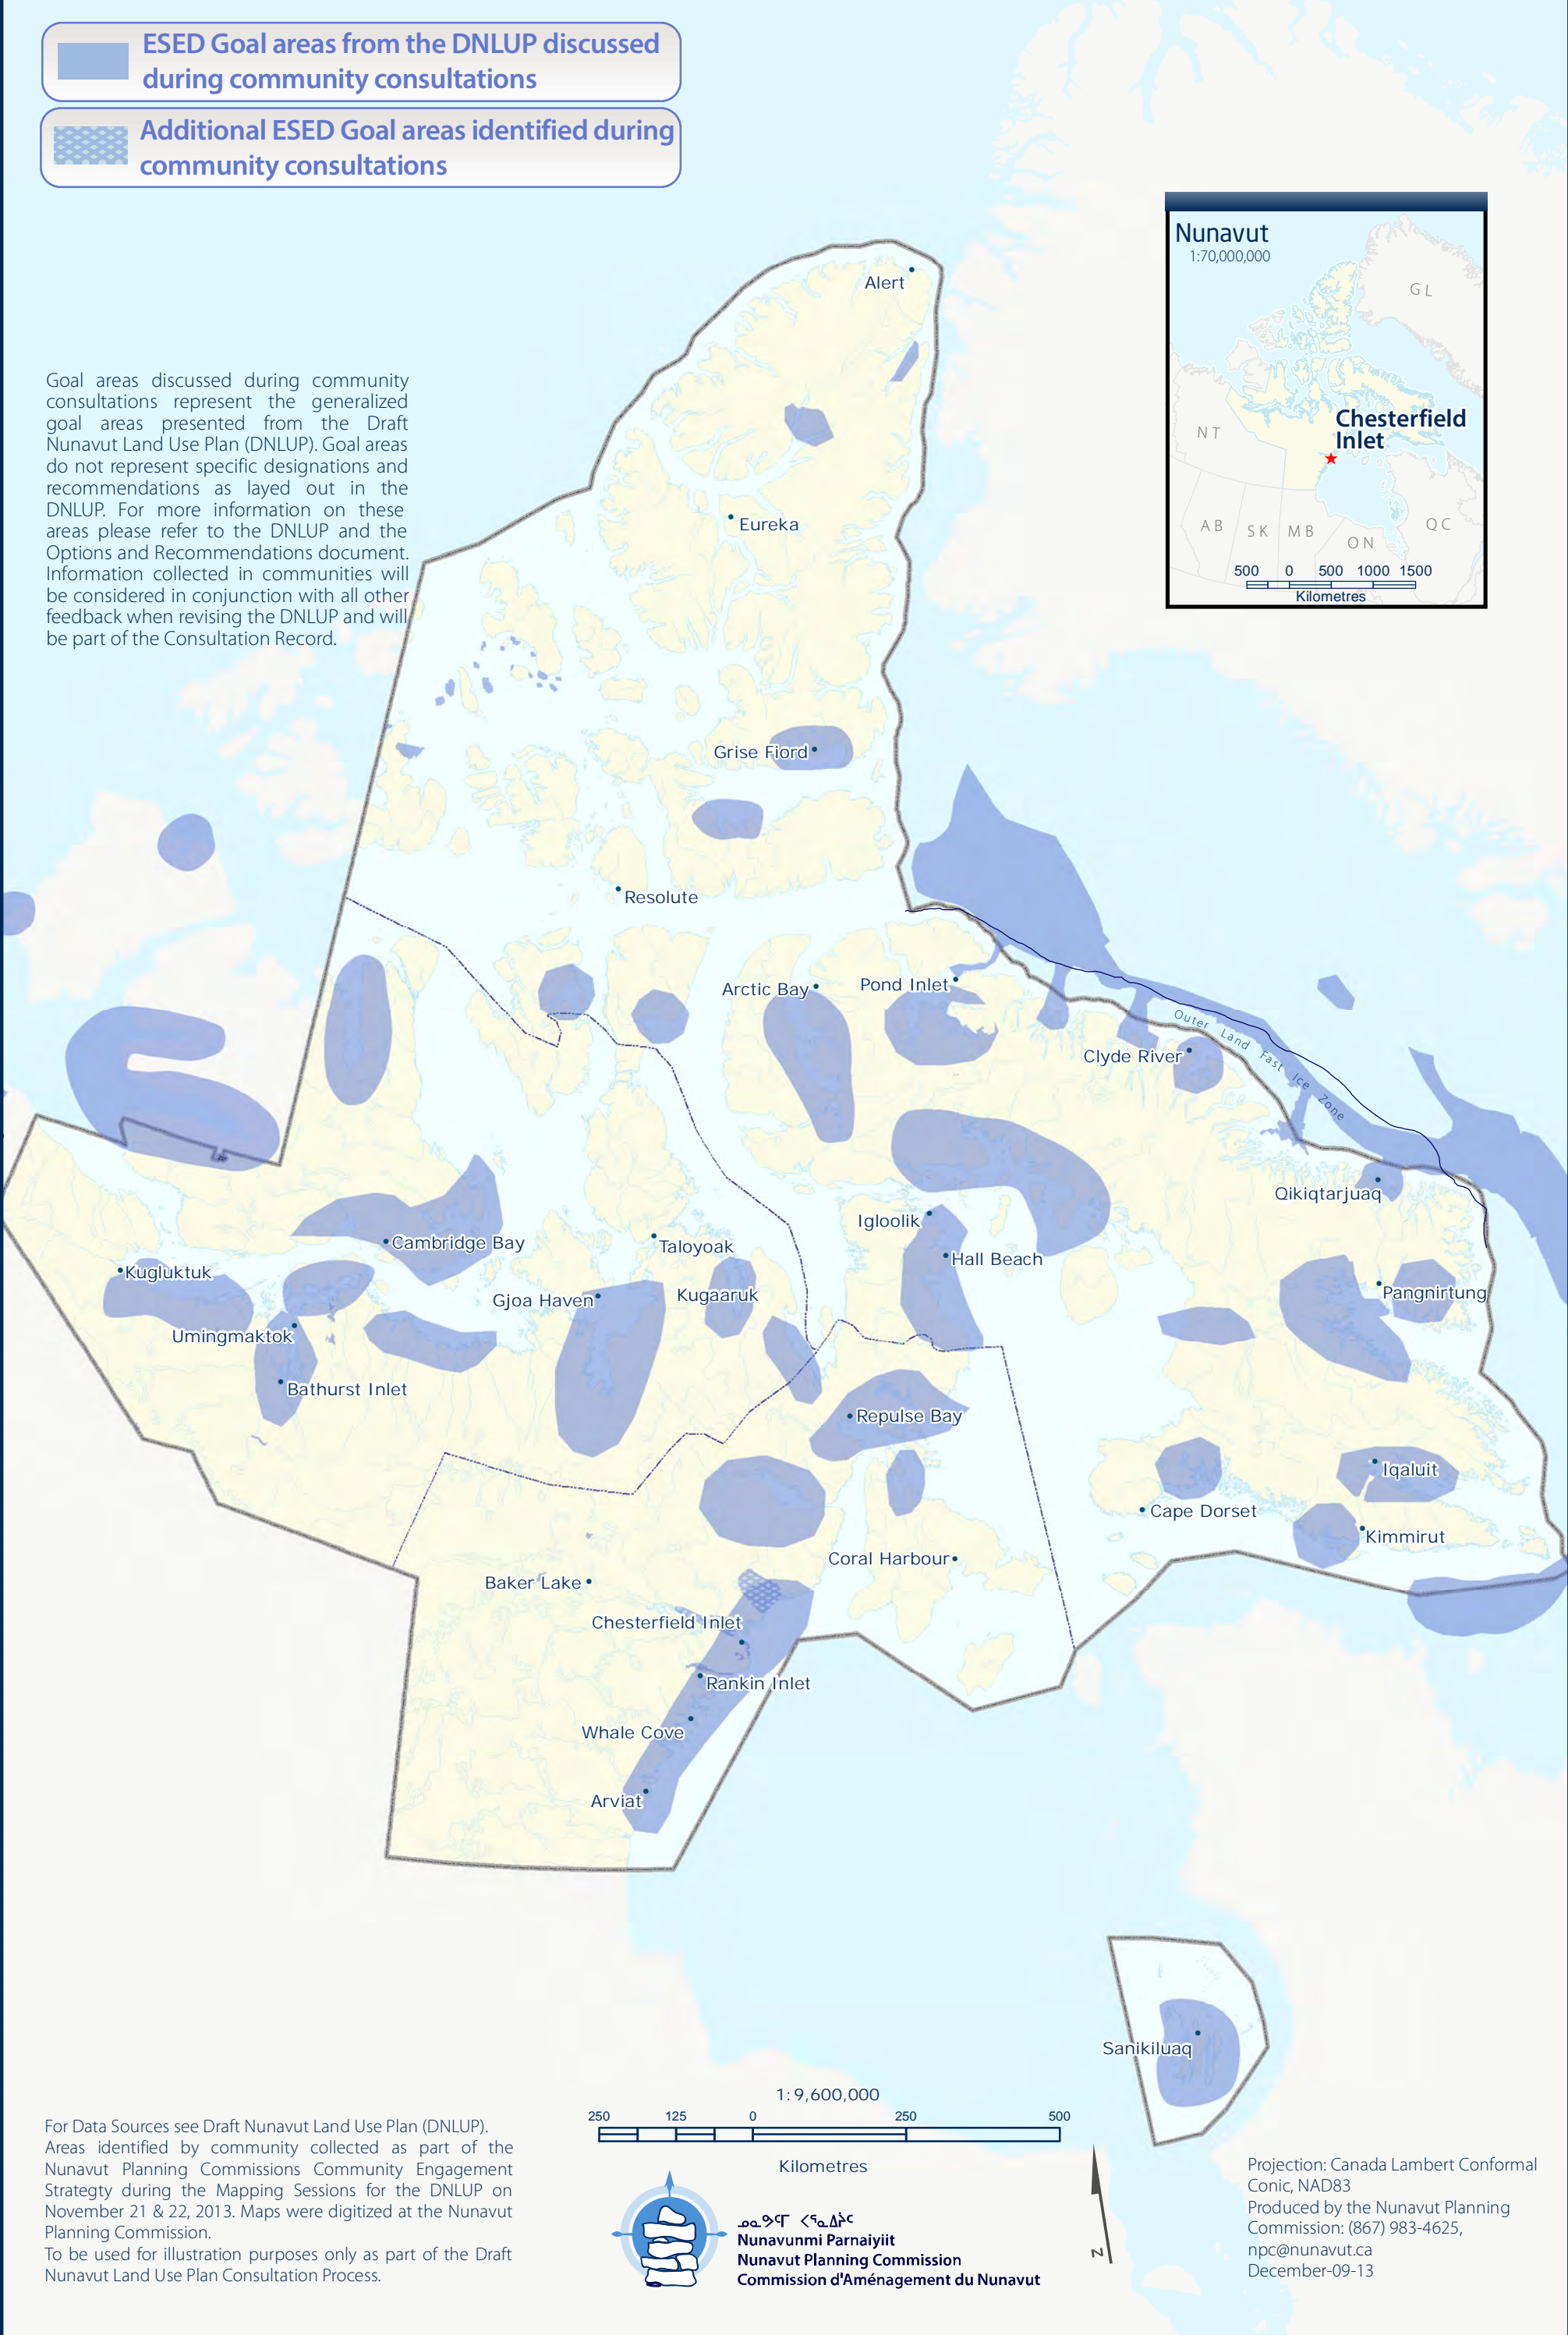 ESED Goal areas from the DNLUP discussed
during community consultations
Additional ESED Goal areas identified during
community consultations
Nunavut
1:70,000,000
GL
Chesterfield
Inlet
NT
AB
SK
MB
ON
QC
500 0 500 1000 1500
Kilometres
Goal areas discussed during community
consultations represent the generalized
goal areas presented from the Draft
Nunavut Land Use Plan (DNLUP). Goal areas
do not represent specific designations and
recommendations as layed out in the
DNLUP. For more information on these
areas please refer to the DNLUP and the
Options and Recommendations document.
Information collected in communities will
be considered in conjunction with all other
feedback when revising the DNLUP and will
be part of the Consultation Record.
Alert
Eureka
Grise Fiord
Resolute
Arctic Bay
Pond Inlet
Outer Land Fast Ice Zone
Clyde River
Qikiqtarjuaq
Igloolik
Cambridge Bay
Taloyoak
Hall Beach
Kugluktuk
Kugaaruk
Pangnirtung
Gjoa Haven
Umingmaktok
Bathurst Inlet
Repulse Bay
Iqaluit
Cape Dorset
Kimmirut
Coral Harbour
Baker Lake
Chesterfield Inlet
Rankin Inlet
Whale Cove
Arviat
Sanikiluaq
1:9,600,000
250 125 0 250 500
Kilometres
For Data Sources see Draft Nunavut Land Use Plan (DNLUP).
Areas identified by community collected as part of the
Nunavut Planning Commissions Community Engagement
Strategty during the Mapping Sessions for the DNLUP on
November 21 & 22, 2013. Maps were digitized at the Nunavut
Planning Commission.
To be used for illustration purposes only as part of the Draft
Nunavut Land Use Plan Consultation Process.
ᓄᓇᕗᑦᒥ ᐸᕐᓇᐃᔨᑦ
Nunavunmi Parnaiyiit
Nunavut Planning Commission
Commission d'Aménagement du Nunavut
N
Projection: Canada Lambert Conformal
Conic, NAD83
Produced by the Nunavut Planning
Commission: (867) 983-4625,
npc@nunavut.ca
December-09-13